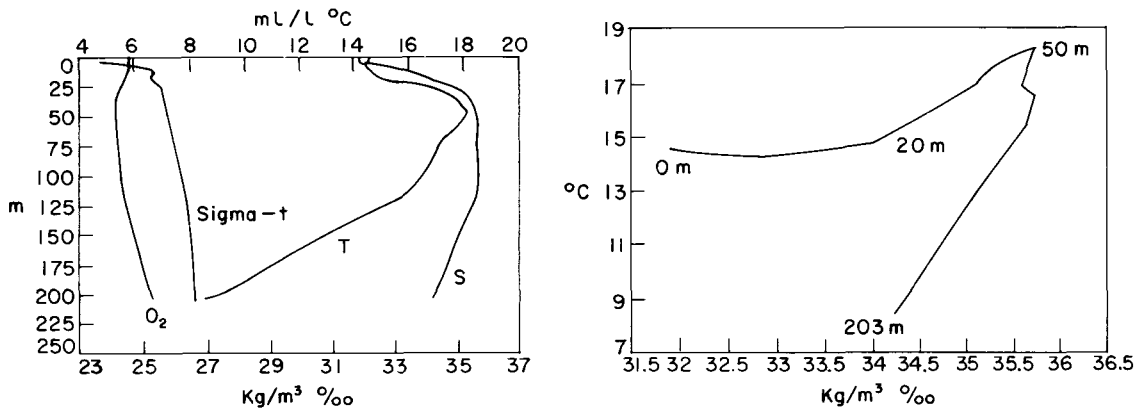 ml/l °C
4 6 8 10 12 14 16 18 20
0
25
50
75
100
m 125
150
175
200
225
250
Sigma-t
T
S
O₂
23 25 27 29 31 33 35 37
Kg/m³ ‰
19
17
15
°C 13
11
9
7
50 m
20 m
0 m
203 m
31.5 32 32.5 33 33.5 34 34.5 35 35.5 36 36.5
Kg/m³ ‰